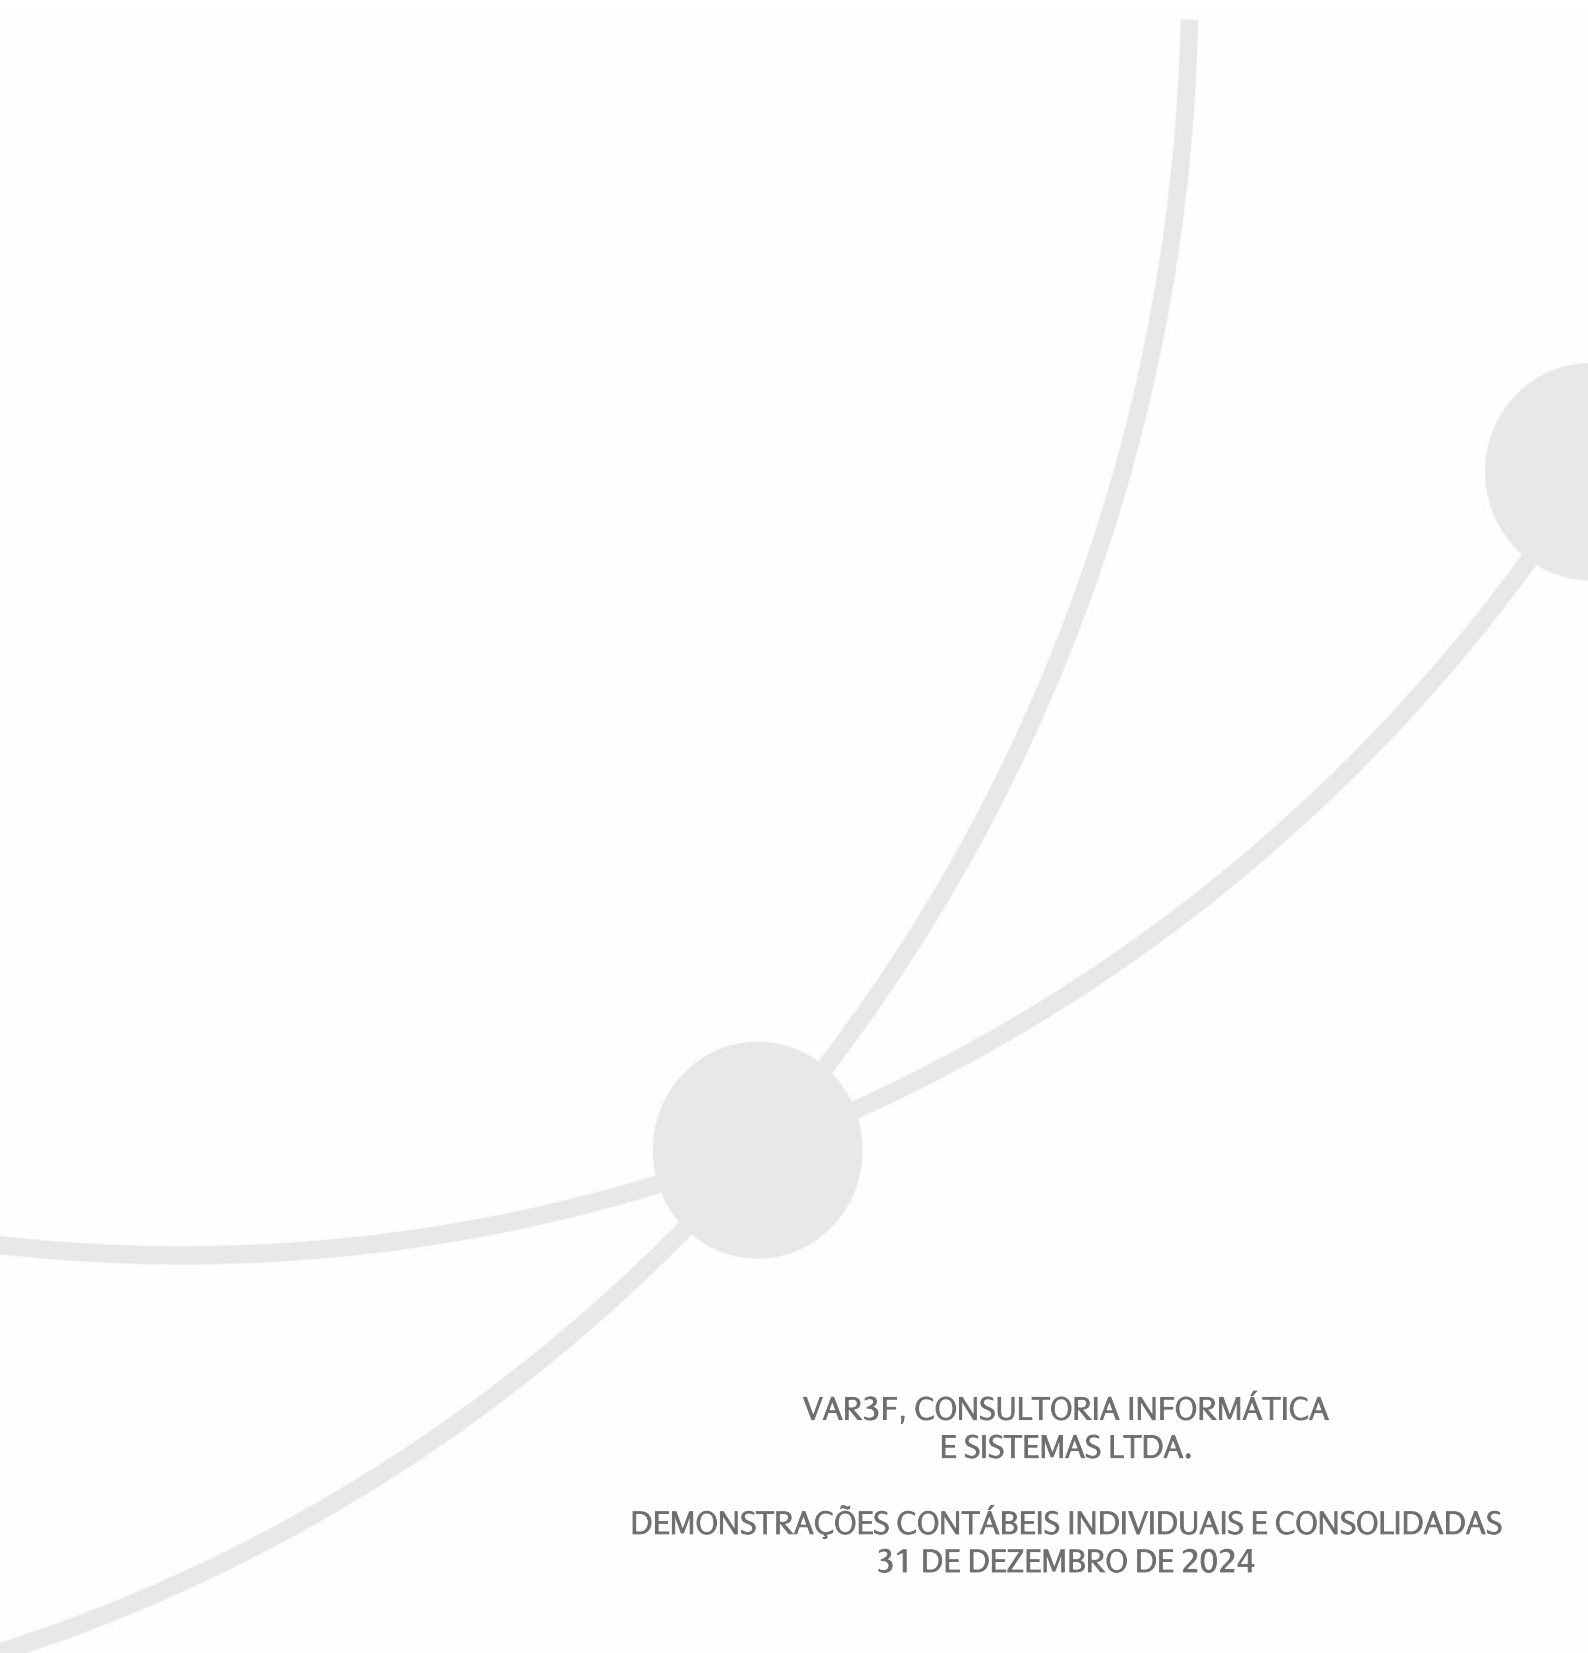 VAR3F, CONSULTORIA INFORMÁTICA
E SISTEMAS LTDA.
DEMONSTRAÇÕES CONTÁBEIS INDIVIDUAIS E CONSOLIDADAS
31 DE DEZEMBRO DE 2024